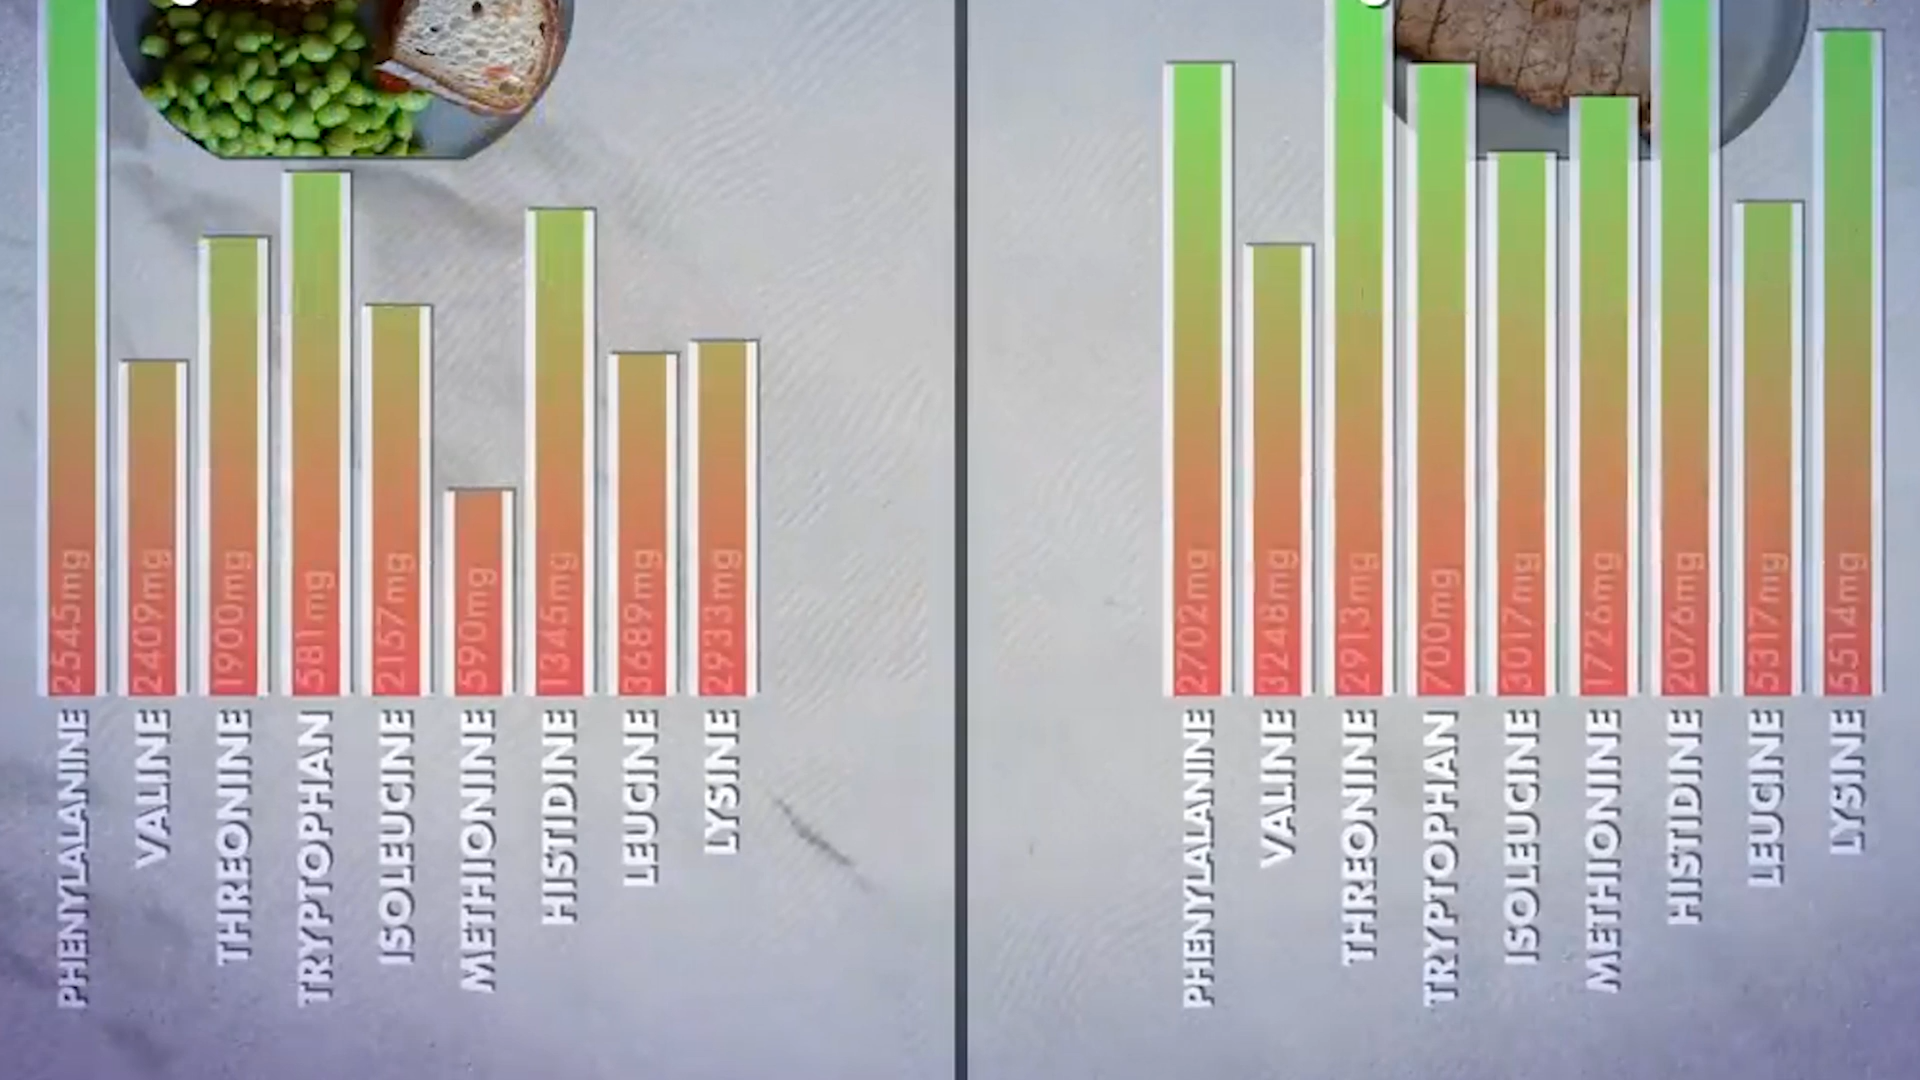 2545mg
2409mg
1900mg
581mg
2157mg
590mg
1345mg
3689mg
2933mg
PHENYLALANINE
VALINE
THREONINE
TRYPTOPHAN
ISOLEUCINE
METHIONINE
HISTIDINE
LEUCINE
LYSINE
2702mg
3248mg
2913mg
700mg
3017mg
1726mg
2076mg
5317mg
5514mg
PHENYLALANINE
VALINE
THREONINE
TRYPTOPHAN
ISOLEUCINE
METHIONINE
HISTIDINE
LEUCINE
LYSINE